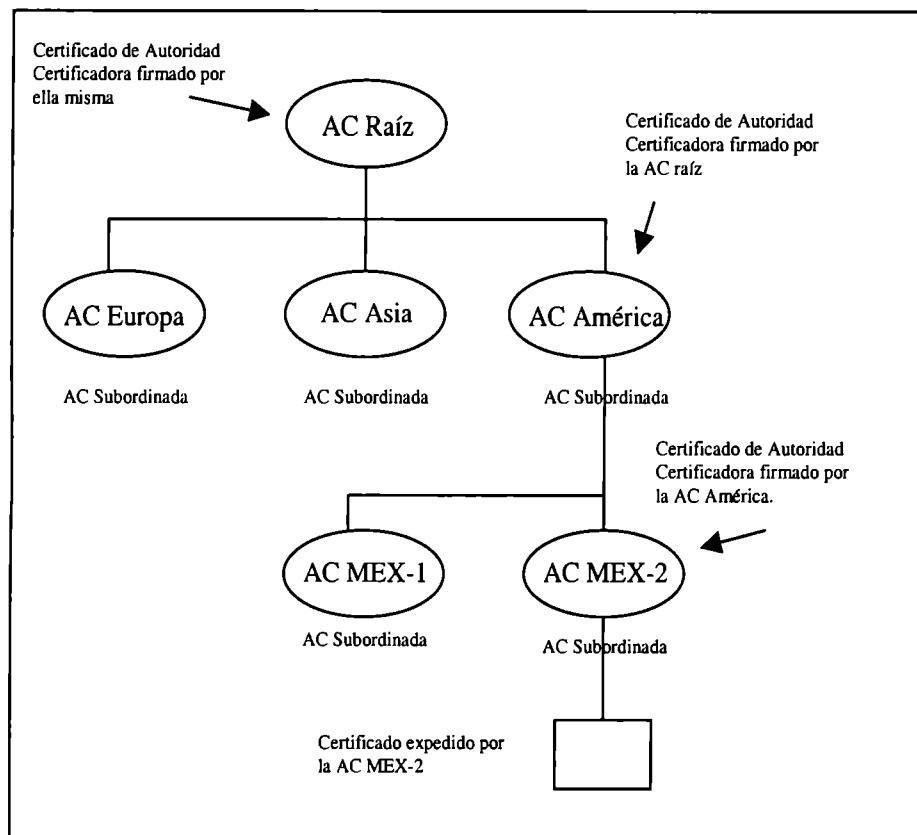 Certificado de Autoridad
Certificadora firmado por
ella misma
AC Raíz
Certificado de Autoridad
Certificadora firmado por
la AC raíz
AC Europa
AC Asia
AC América
AC Subordinada
AC Subordinada
AC Subordinada
Certificado de Autoridad
Certificadora firmado por
la AC América.
AC MEX-1
AC MEX-2
AC Subordinada
AC Subordinada
Certificado expedido por
la AC MEX-2